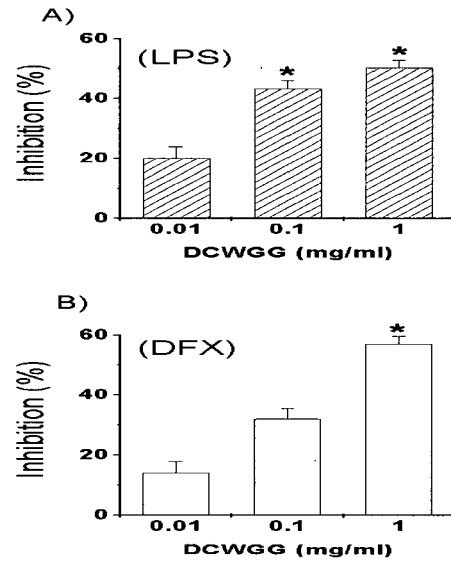 A)
Inhibition (%)
60
40
20
0
(LPS)
*
*
0.01 0.1 1
DCWGG (mg/ml)
B)
Inhibition (%)
60
40
20
0
(DFX)
*
0.01 0.1 1
DCWGG (mg/ml)